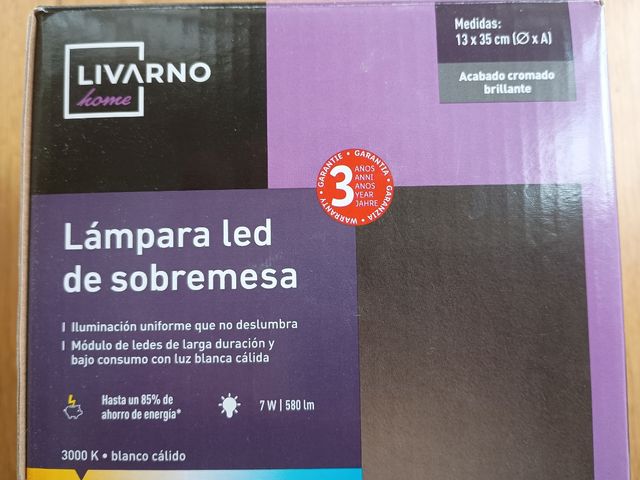 LIVARNO
home
Medidas:
13 x 35 cm (Ø x A)
Acabado cromado
brillante
GARANTIE • GARANTIA • GARANZIA • WARRANTY •
3
AÑOS
ANNI
ANOS
YEAR
JAHRE
Lámpara led
de sobremesa
Iluminación uniforme que no deslumbra
Módulo de ledes de larga duración y
bajo consumo con luz blanca cálida
Hasta un 85% de
ahorro de energía*
7 W | 580 lm
3000 K • blanco cálido